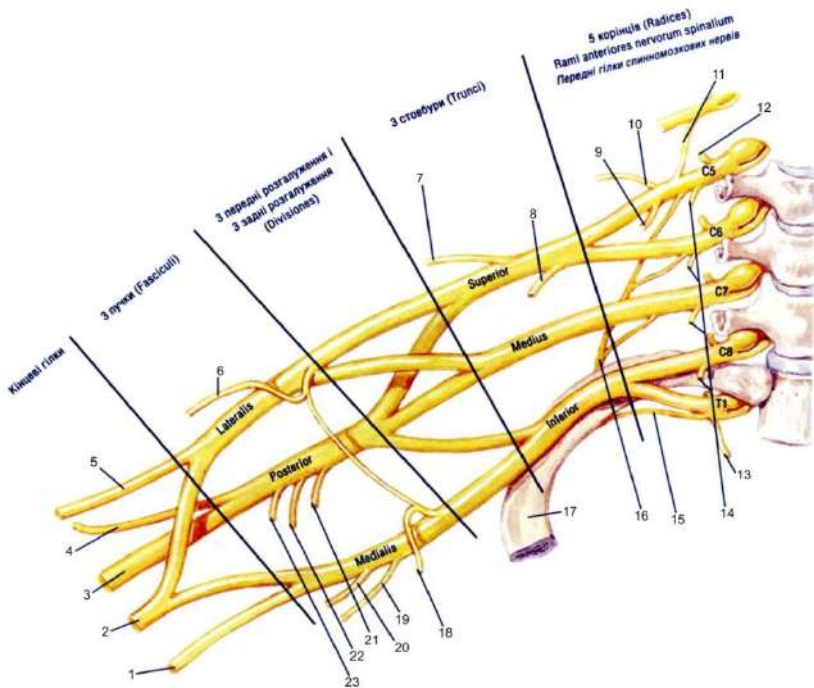 5 корінців (Radices)
Rami anteriores nervorum spinalium
Передні гілки спинномозкових нервів
3 стовбури (Trunci)
3 передні розгалуження і
3 задні розгалуження
(Divisiones)
3 пучки (Fasciculi)
Кінцеві гілки
11
12
10
9
C5
7
8
C6
Superior
C7
Medius
C8
6
Lateralis
Inferior
T1
5
Posterior
13
17
16
15
14
4
3
Medialis
2
18
19
20
21
22
23
1